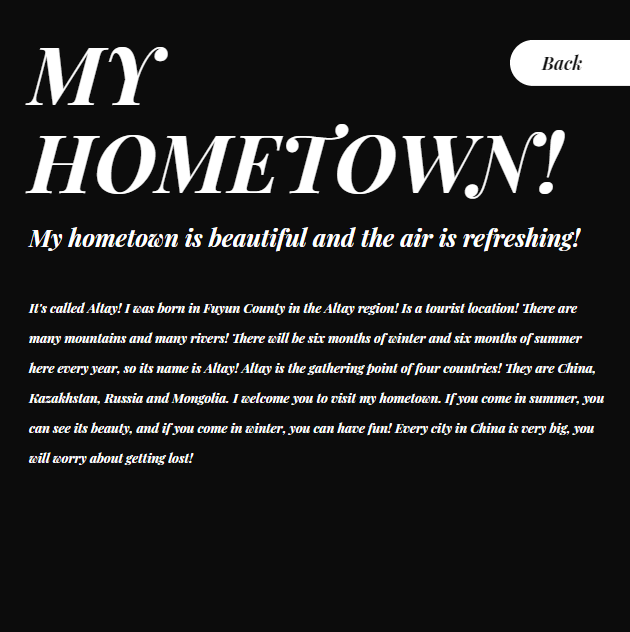 MY
Back
HOMETOWN!
My hometown is beautiful and the air is refreshing!
It's called Altay! I was born in Fuyun County in the Altay region! Is a tourist location! There are
many mountains and many rivers! There will be six months of winter and six months of summer
here every year, so its name is Altay! Altay is the gathering point of four countries! They are China,
Kazakhstan, Russia and Mongolia. I welcome you to visit my hometown. If you come in summer, you
can see its beauty, and if you come in winter, you can have fun! Every city in China is very big, you
will worry about getting lost!